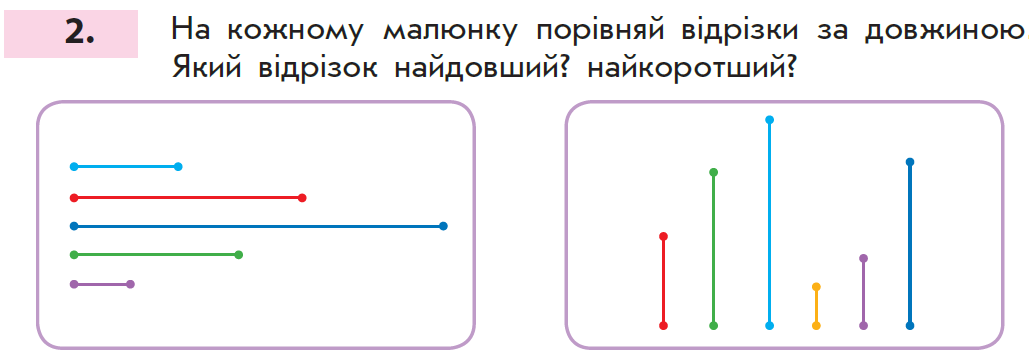 2.
На кожному малюнку порівняй відрізки за довжиною.
Який відрізок найдовший? найкоротший?